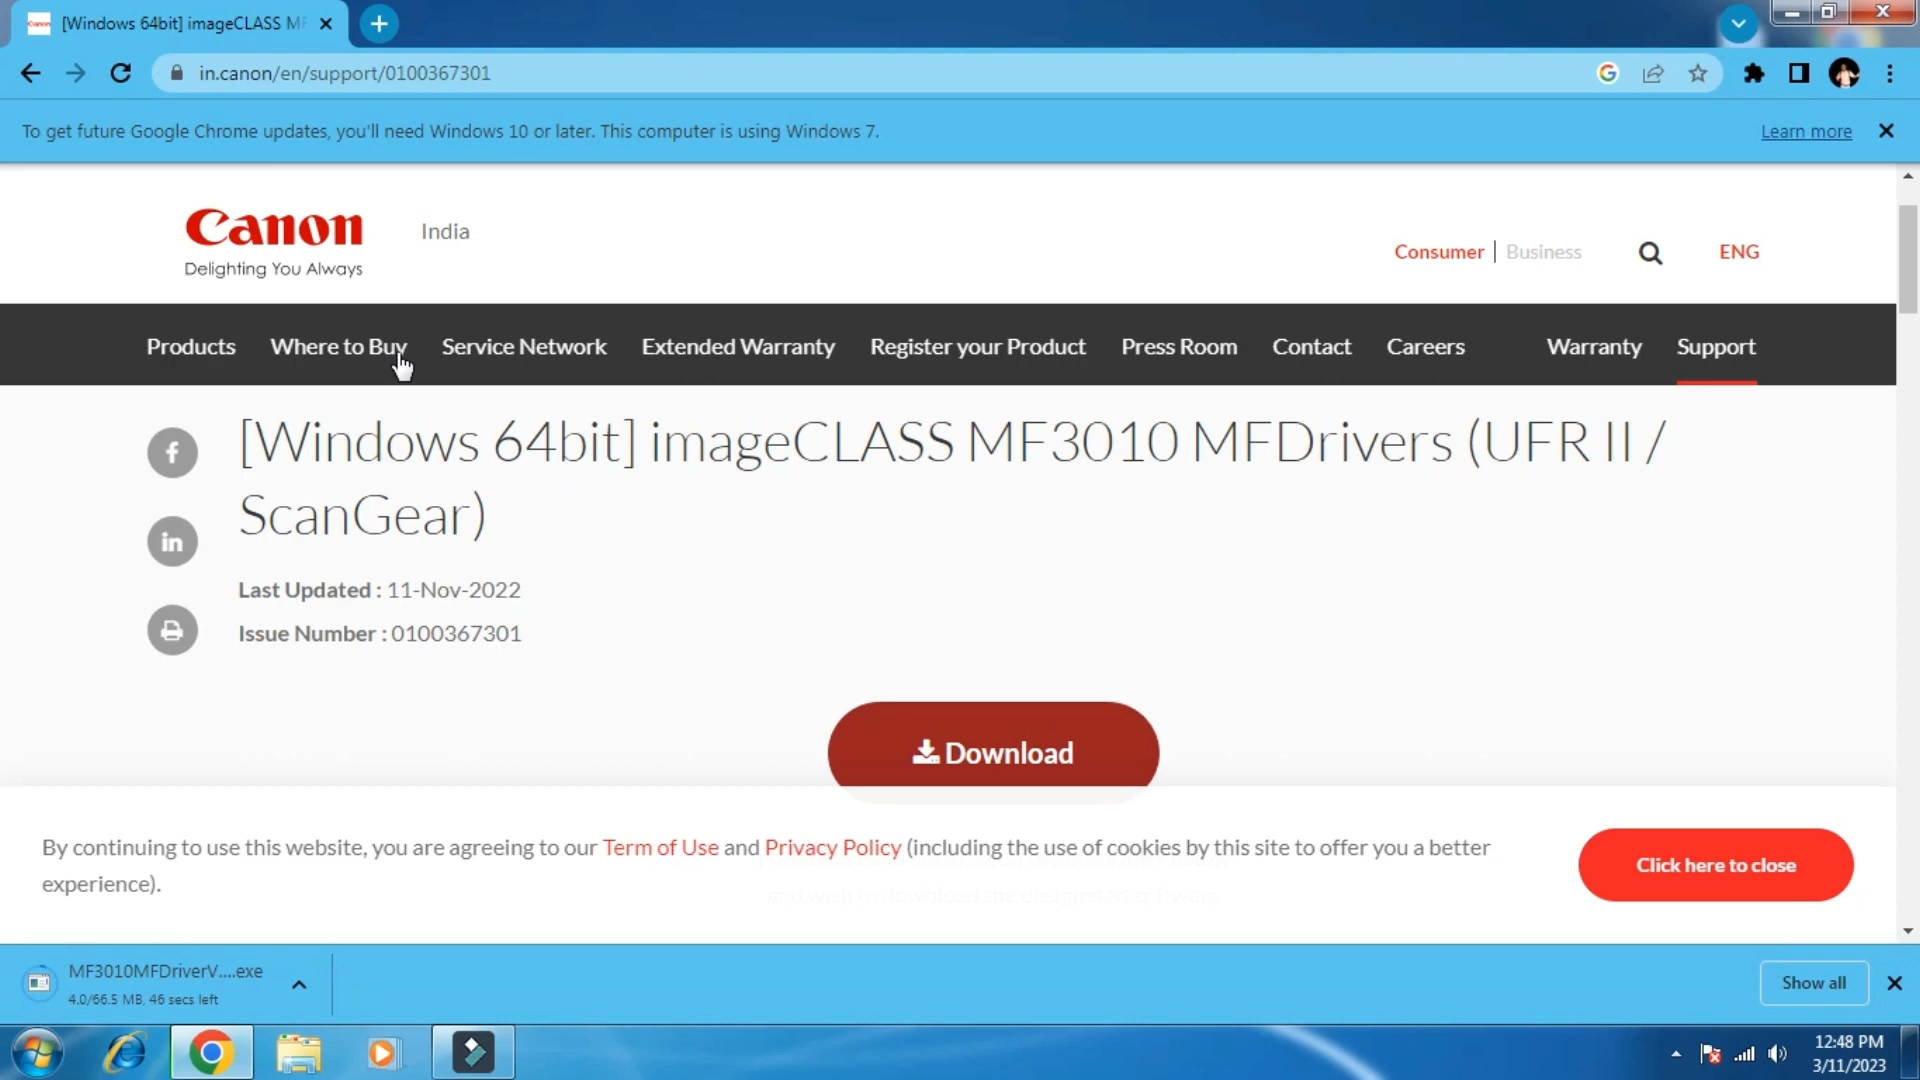 [Windows 64bit] imageCLASS MF
in.canon/en/support/0100367301
To get future Google Chrome updates, you'll need Windows 10 or later. This computer is using Windows 7.
Learn more
Canon
Delighting You Always
India
Consumer | Business
ENG
Products Where to Buy Service Network Extended Warranty Register your Product Press Room Contact Careers Warranty Support
[Windows 64bit] imageCLASS MF3010 MFDrivers (UFR II /
ScanGear)
Last Updated : 11-Nov-2022
Issue Number : 0100367301
Download
By continuing to use this website, you are agreeing to our Term of Use and Privacy Policy (including the use of cookies by this site to offer you a better
experience).
Click here to close
MF3010MFDriverV....exe
4.0/66.5 MB, 46 secs left
Show all
12:48 PM
3/11/2023